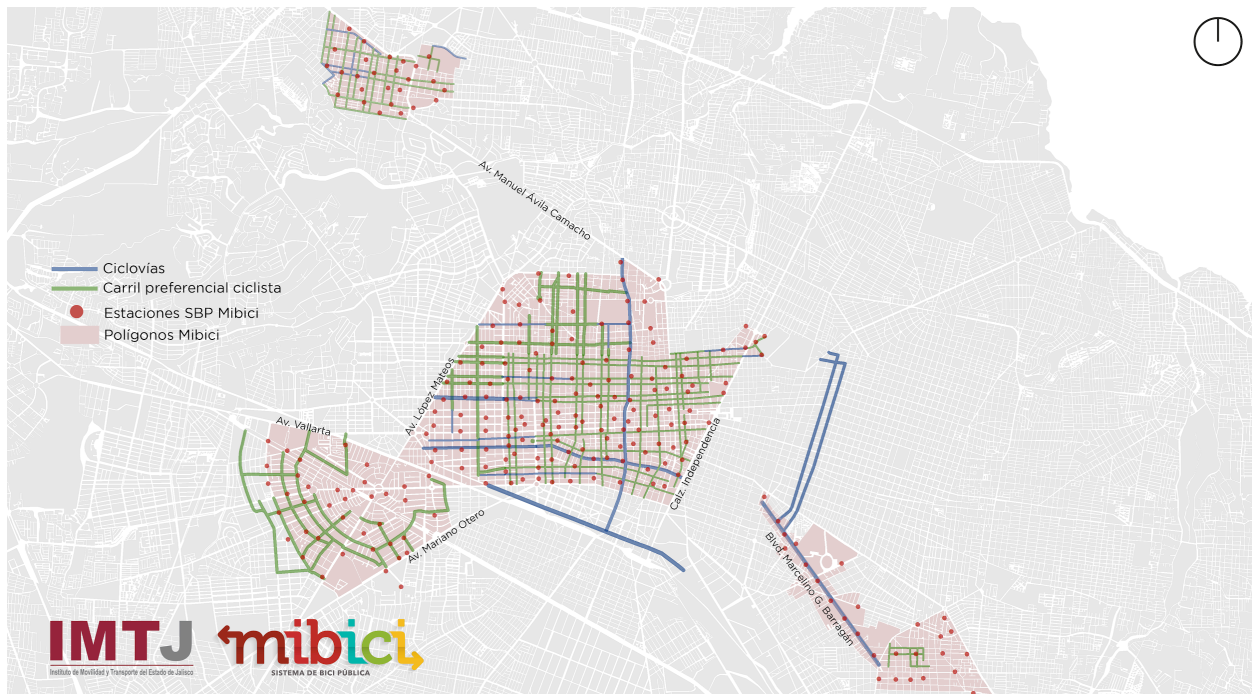 Av. Manuel Ávila Camacho
Ciclovías
Carril preferencial ciclista
Estaciones SBP Mibici
Polígonos Mibici
Av. López Mateos
Av. Vallarta
Calz. Independencia
Av. Mariano Otero
Blvd. Marcelino G. Barragán
IMTJ
Instituto de Movilidad y Transporte del Estado de Jalisco
mibici
SISTEMA DE BICI PÚBLICA